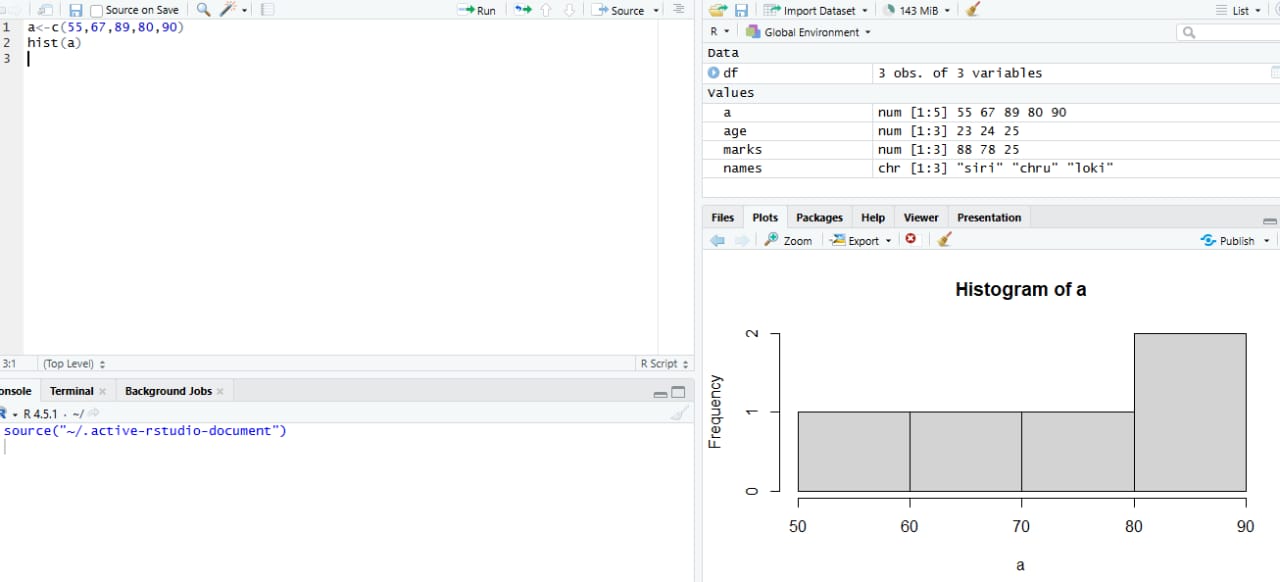 Source on Save Run Source
1 a<-c(55,67,89,80,90)
2 hist(a)
3
3:1 (Top Level) R Script
onsole Terminal Background Jobs
R 4.5.1 · ~/
source("~/.active-rstudio-document")
Import Dataset 143 MiB List
R Global Environment
Data
df 3 obs. of 3 variables
Values
a num [1:5] 55 67 89 80 90
age num [1:3] 23 24 25
marks num [1:3] 88 78 25
names chr [1:3] "siri" "chru" "loki"
Files Plots Packages Help Viewer Presentation
Zoom Export Publish
Histogram of a
Frequency
2
1
0
50 60 70 80 90
a